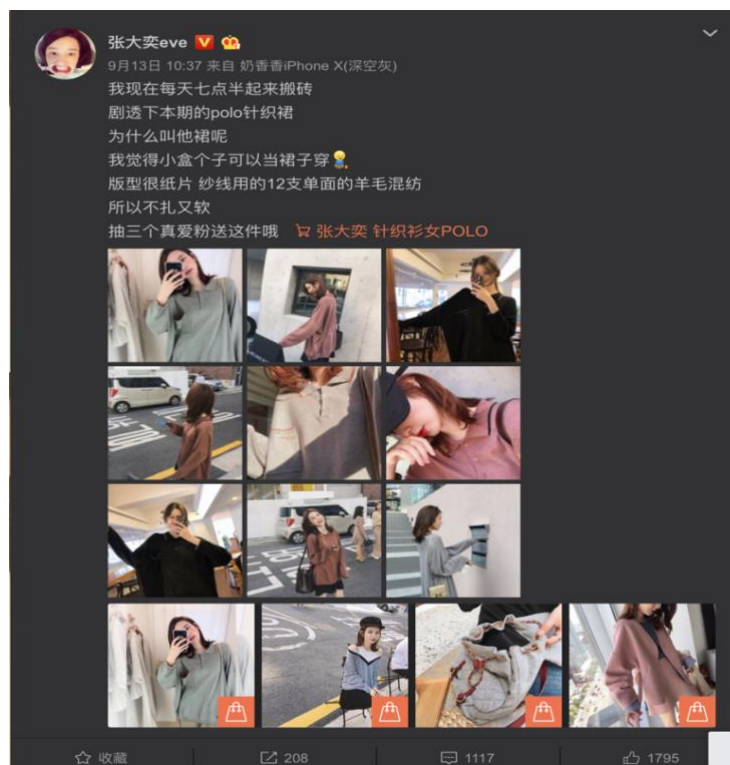 张大奕eve
9月13日 10:37 来自 奶香香iPhone X(深空灰)
我现在每天七点半起来搬砖
剧透下本期的polo针织裙
为什么叫他裙呢
我觉得小盒个子可以当裙子穿
版型很纸片 纱线用的12支单面的羊毛混纺
所以不扎又软
抽三个真爱粉送这件哦 张大奕 针织衫女POLO
收藏
208
1117
1795